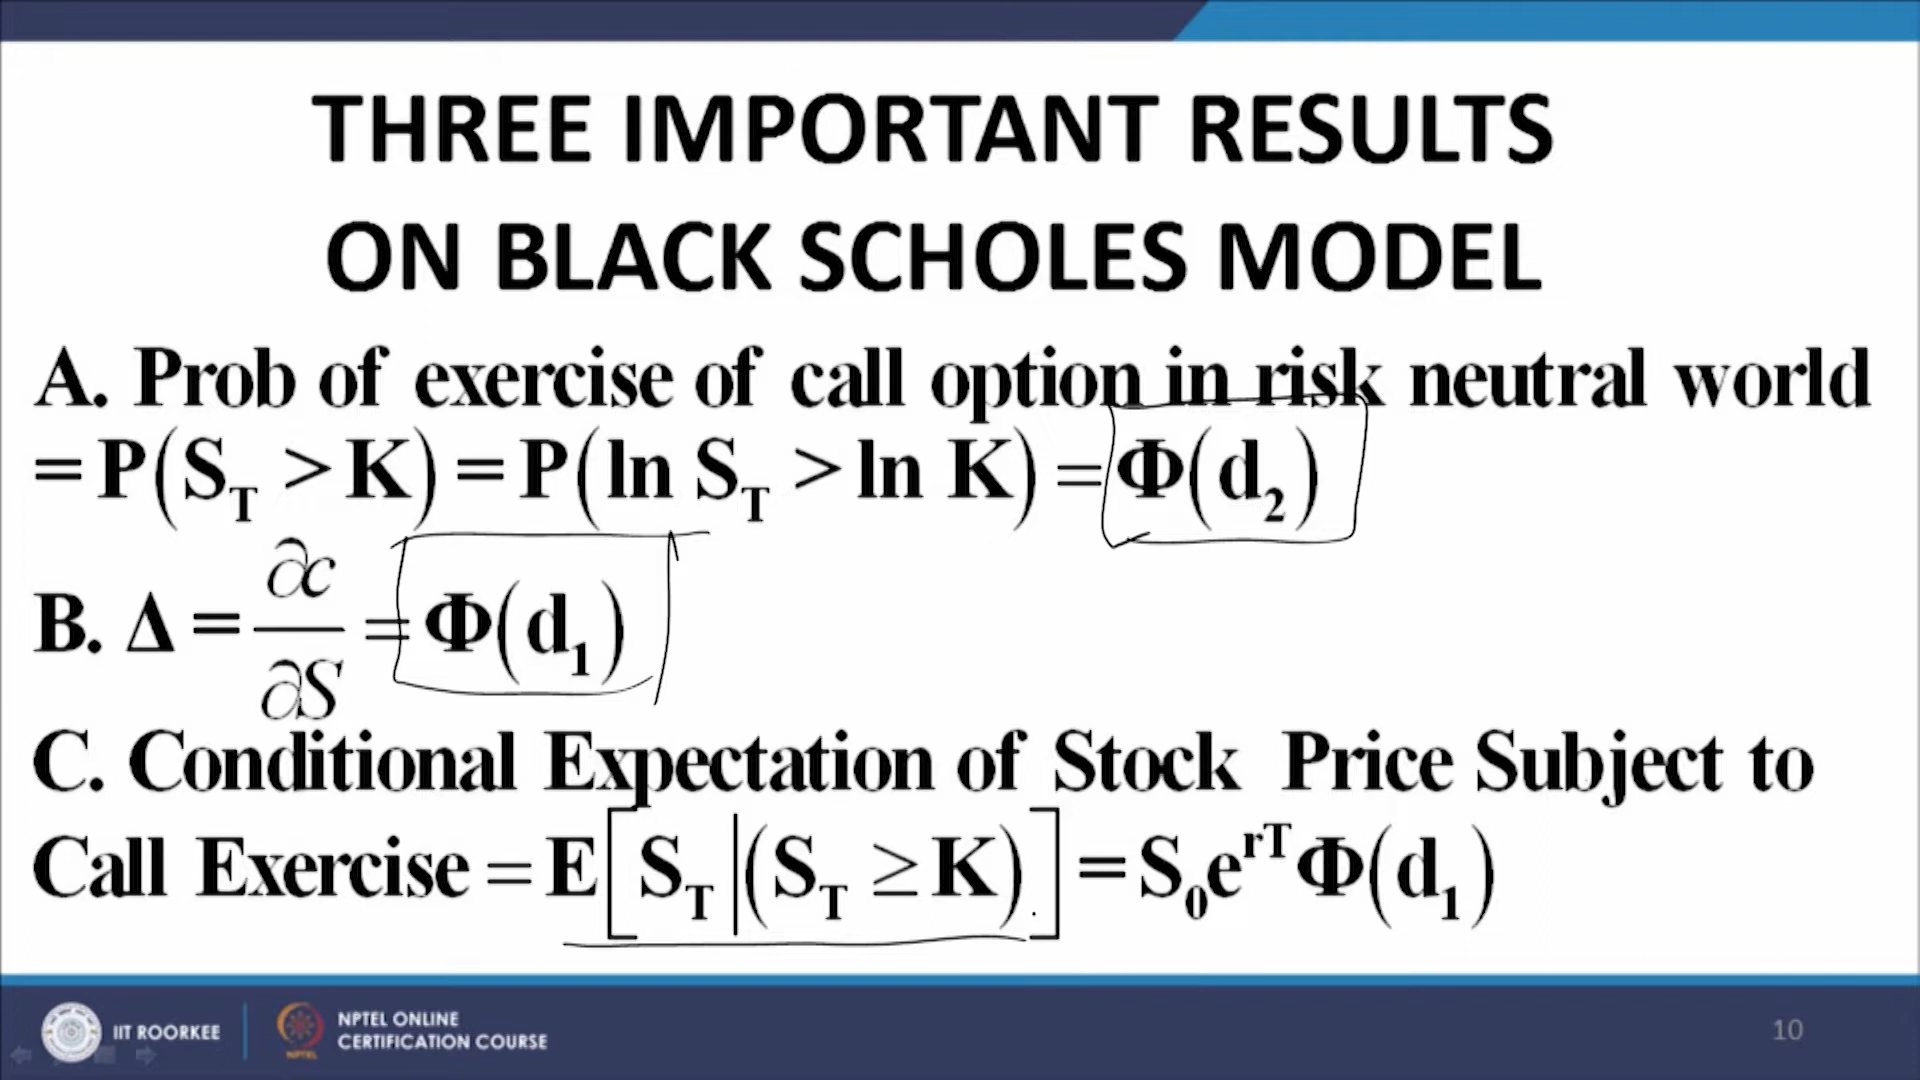 THREE IMPORTANT RESULTS
ON BLACK SCHOLES MODEL
A. Prob of exercise of call option in risk neutral world
= P(S_T > K) = P(ln S_T > ln K) = Φ(d_2)
B. Δ = ∂c/∂S = Φ(d_1)
C. Conditional Expectation of Stock Price Subject to
Call Exercise = E[S_T|(S_T ≥ K)] = S_0e^{rT}Φ(d_1)
IIT ROORKEE
NPTEL
NPTEL ONLINE
CERTIFICATION COURSE
10